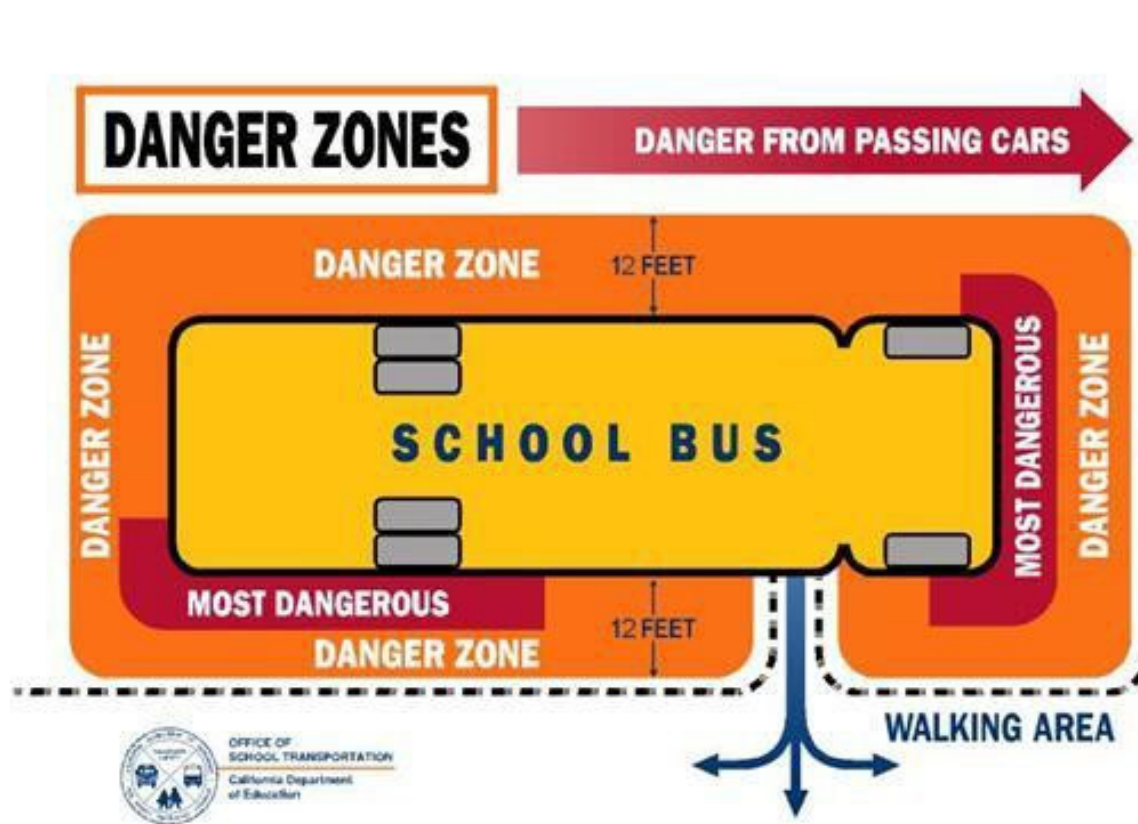 DANGER ZONES
DANGER FROM PASSING CARS
DANGER ZONE
12 FEET
DANGER ZONE
SCHOOL BUS
MOST DANGEROUS
DANGER ZONE
MOST DANGEROUS
12 FEET
DANGER ZONE
WALKING AREA
OFFICE OF
SCHOOL TRANSPORTATION
California Department
of Education